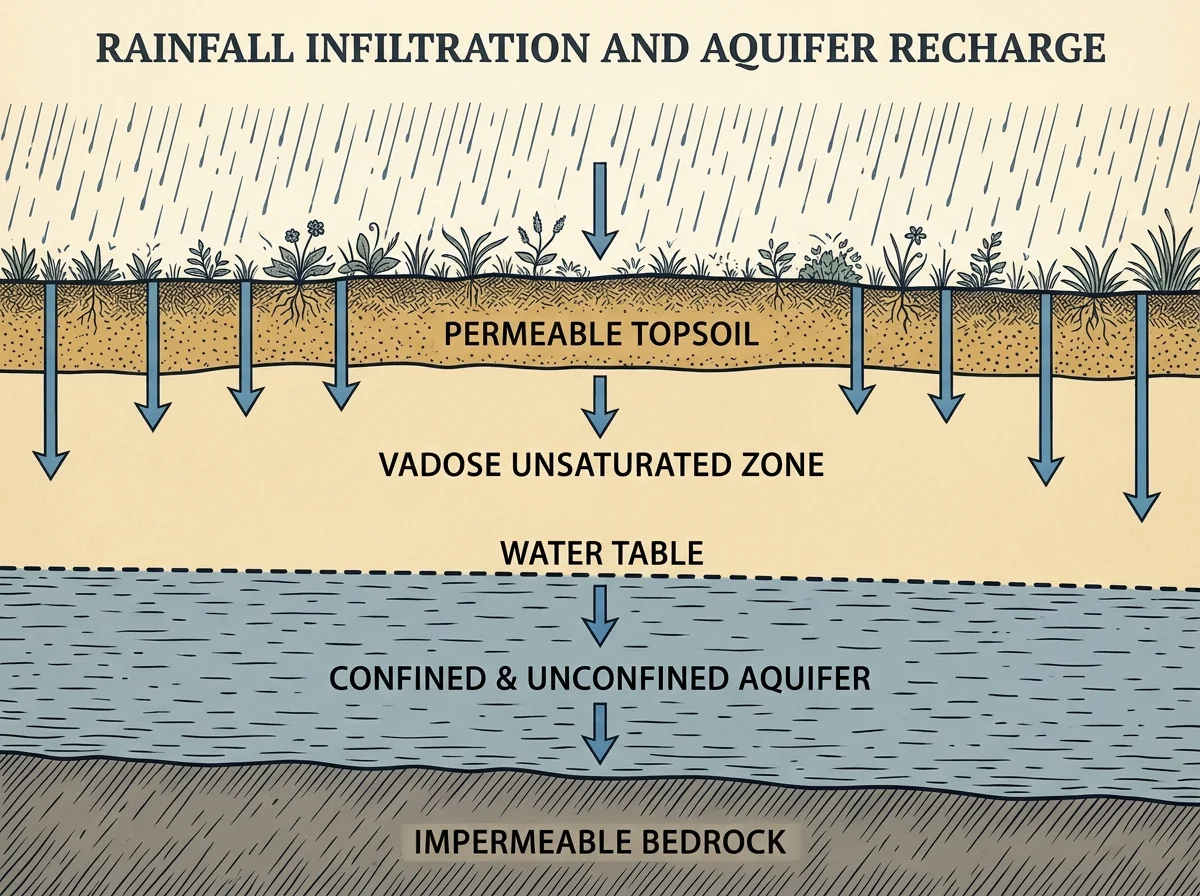 RAINFALL INFILTRATION AND AQUIFER RECHARGE
PERMEABLE TOPSOIL
VADOSE UNSATURATED ZONE
WATER TABLE
CONFINED & UNCONFINED AQUIFER
IMPERMEABLE BEDROCK